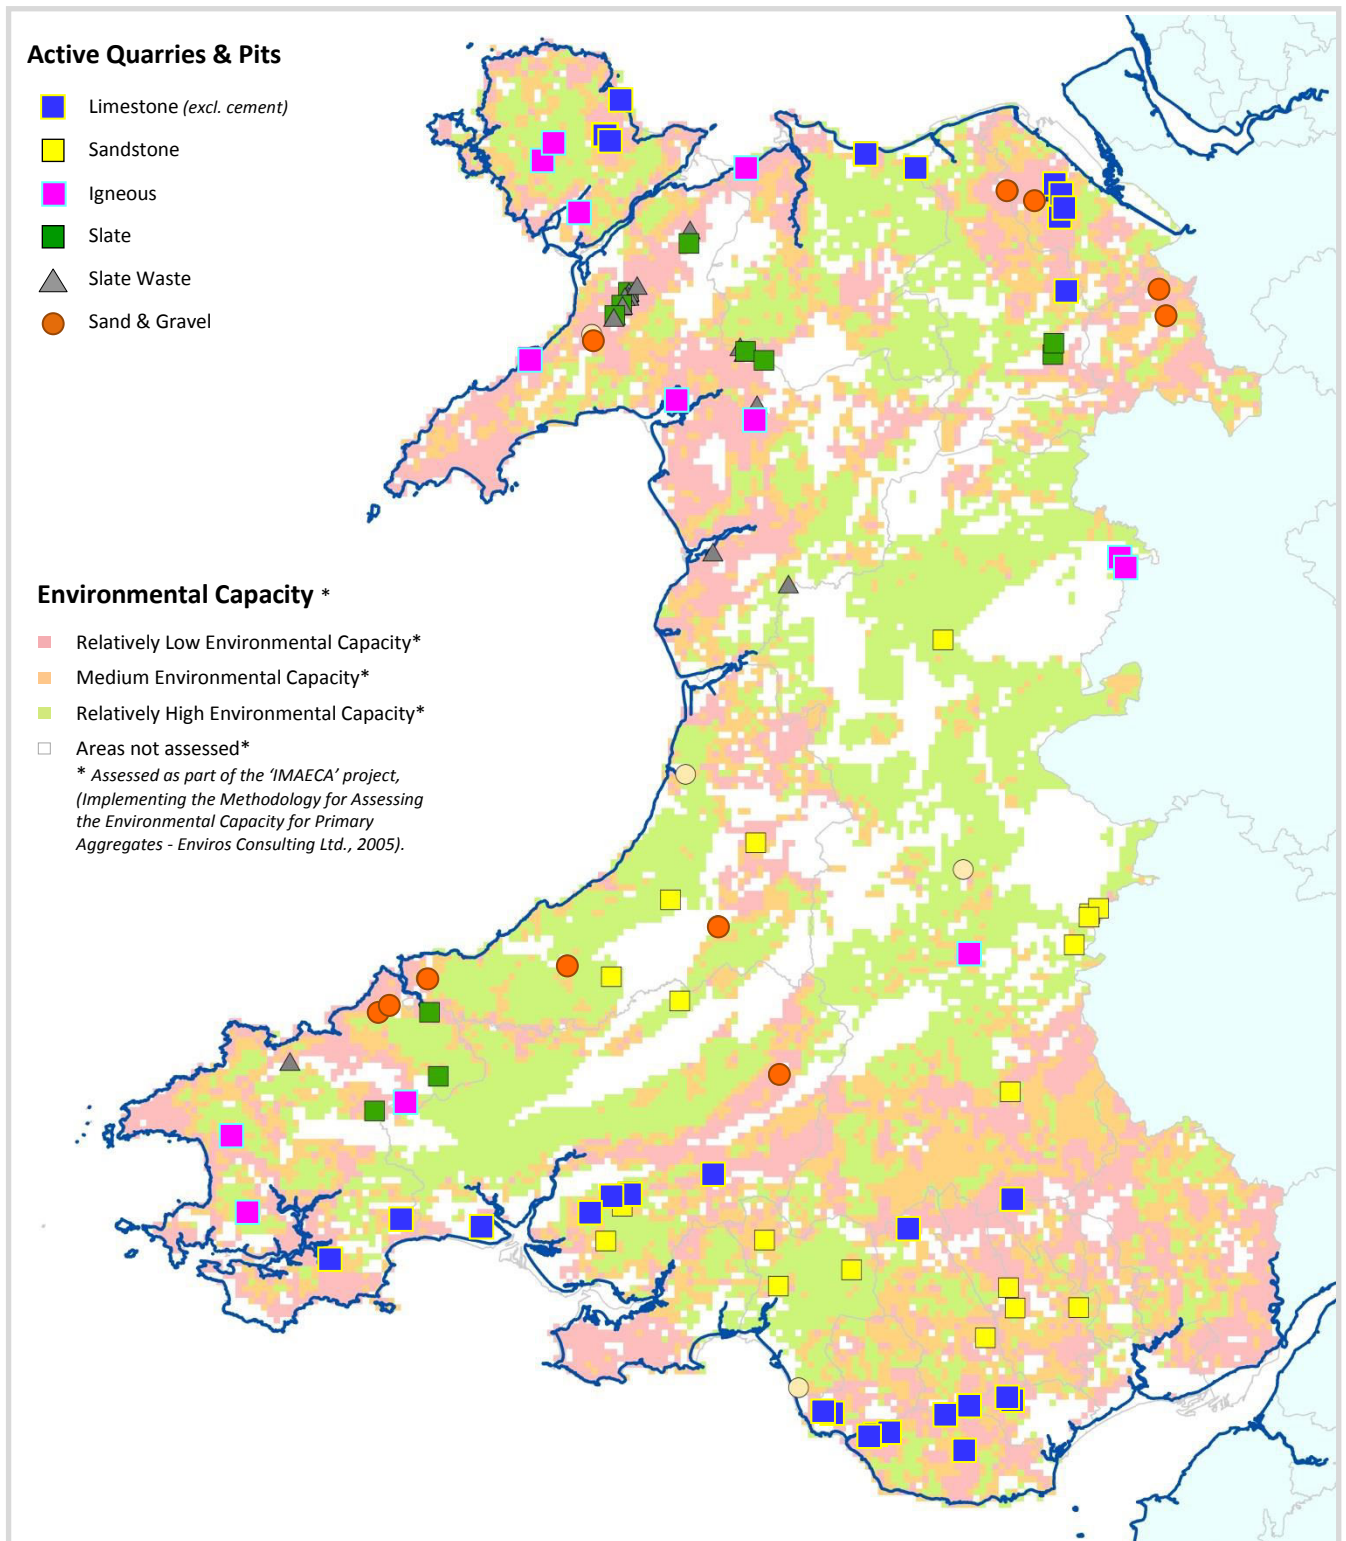 Active Quarries & Pits
Limestone (excl. cement)
Sandstone
Igneous
Slate
Slate Waste
Sand & Gravel
Environmental Capacity *
Relatively Low Environmental Capacity*
Medium Environmental Capacity*
Relatively High Environmental Capacity*
Areas not assessed*
* Assessed as part of the ‘IMAECA’ project,
(Implementing the Methodology for Assessing
the Environmental Capacity for Primary
Aggregates - Enviros Consulting Ltd., 2005).